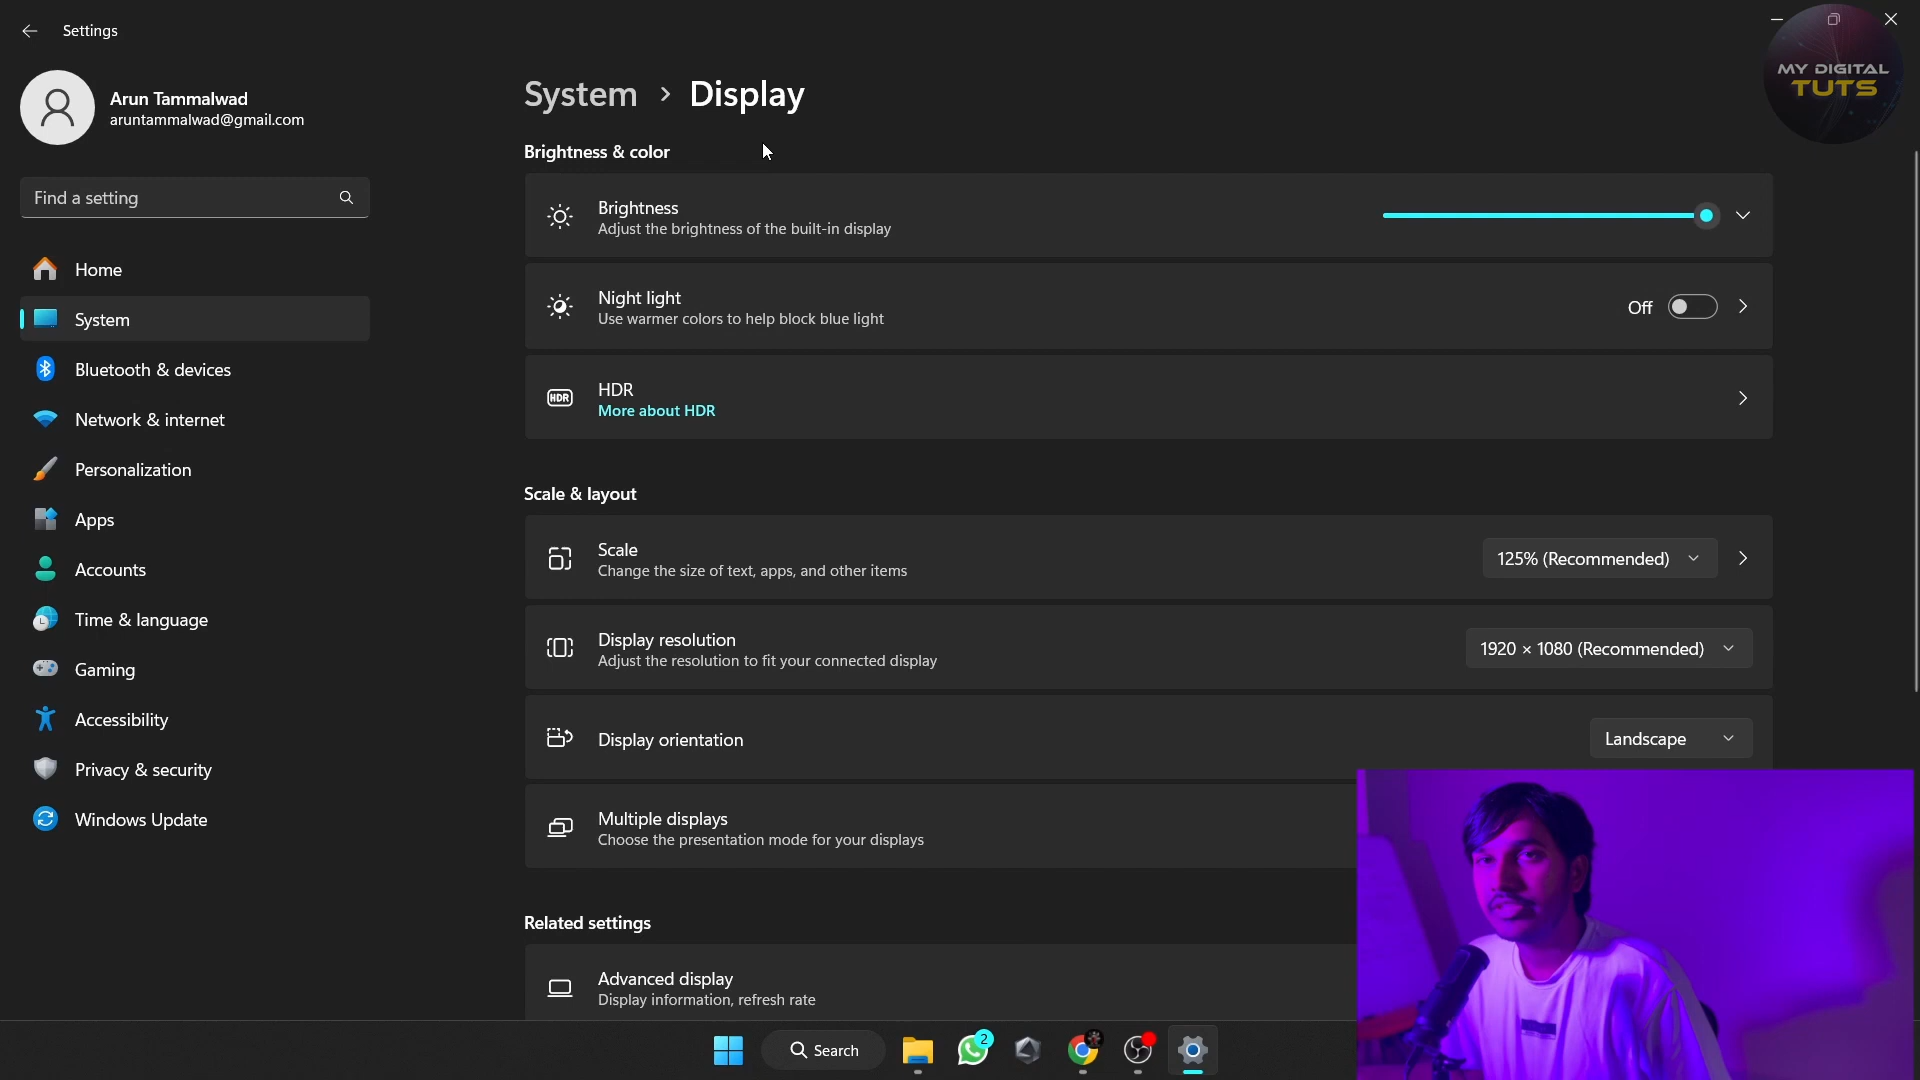 Settings
MY DIGITAL
TUTS
Arun Tammalwad
aruntammalwad@gmail.com
Find a setting
Home
System
Bluetooth & devices
Network & internet
Personalization
Apps
Accounts
Time & language
Gaming
Accessibility
Privacy & security
Windows Update
System > Display
Brightness & color
Brightness
Adjust the brightness of the built-in display
Night light
Use warmer colors to help block blue light
Off
HDR
HDR
More about HDR
Scale & layout
Scale
Change the size of text, apps, and other items
125% (Recommended)
Display resolution
Adjust the resolution to fit your connected display
1920 × 1080 (Recommended)
Display orientation
Landscape
Multiple displays
Choose the presentation mode for your displays
Related settings
Advanced display
Display information, refresh rate
Search
2